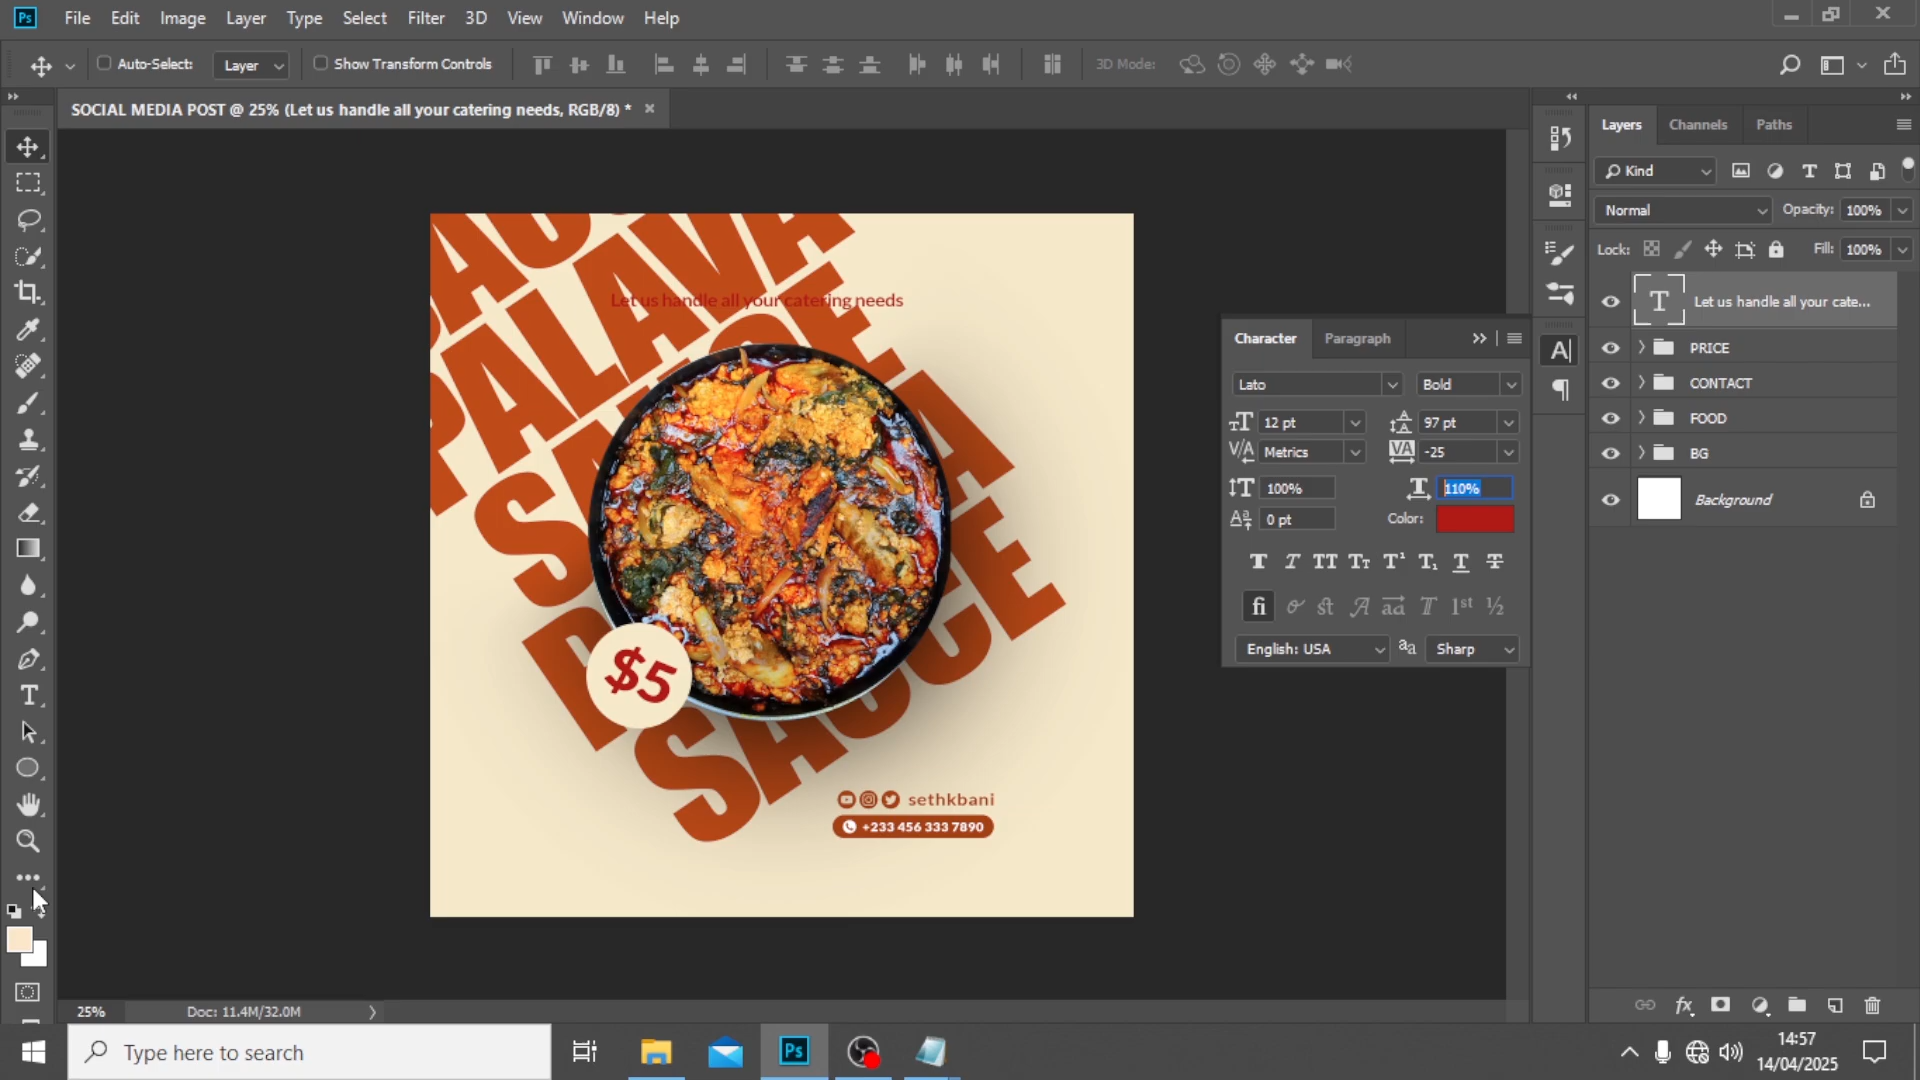 Ps File Edit Image Layer Type Select Filter 3D View Window Help
Auto-Select: Layer Show Transform Controls 3D Mode:
SOCIAL MEDIA POST @ 25% (Let us handle all your catering needs, RGB/8) *
Layers Channels Paths
Kind
Normal Opacity: 100%
Lock: Fill: 100%
Let us handle all your cate...
PRICE
CONTACT
FOOD
BG
Background
Character Paragraph
Lato Bold
12 pt 97 pt
Metrics -25
100% 110%
0 pt Color:
English: USA Sharp
PALAVA
SAUCE
Let us handle all your catering needs
$5
SAUCE
sethkbani
+233 456 333 7890
25% Doc: 11.4M/32.0M
Type here to search
Ps
14:57
14/04/2025